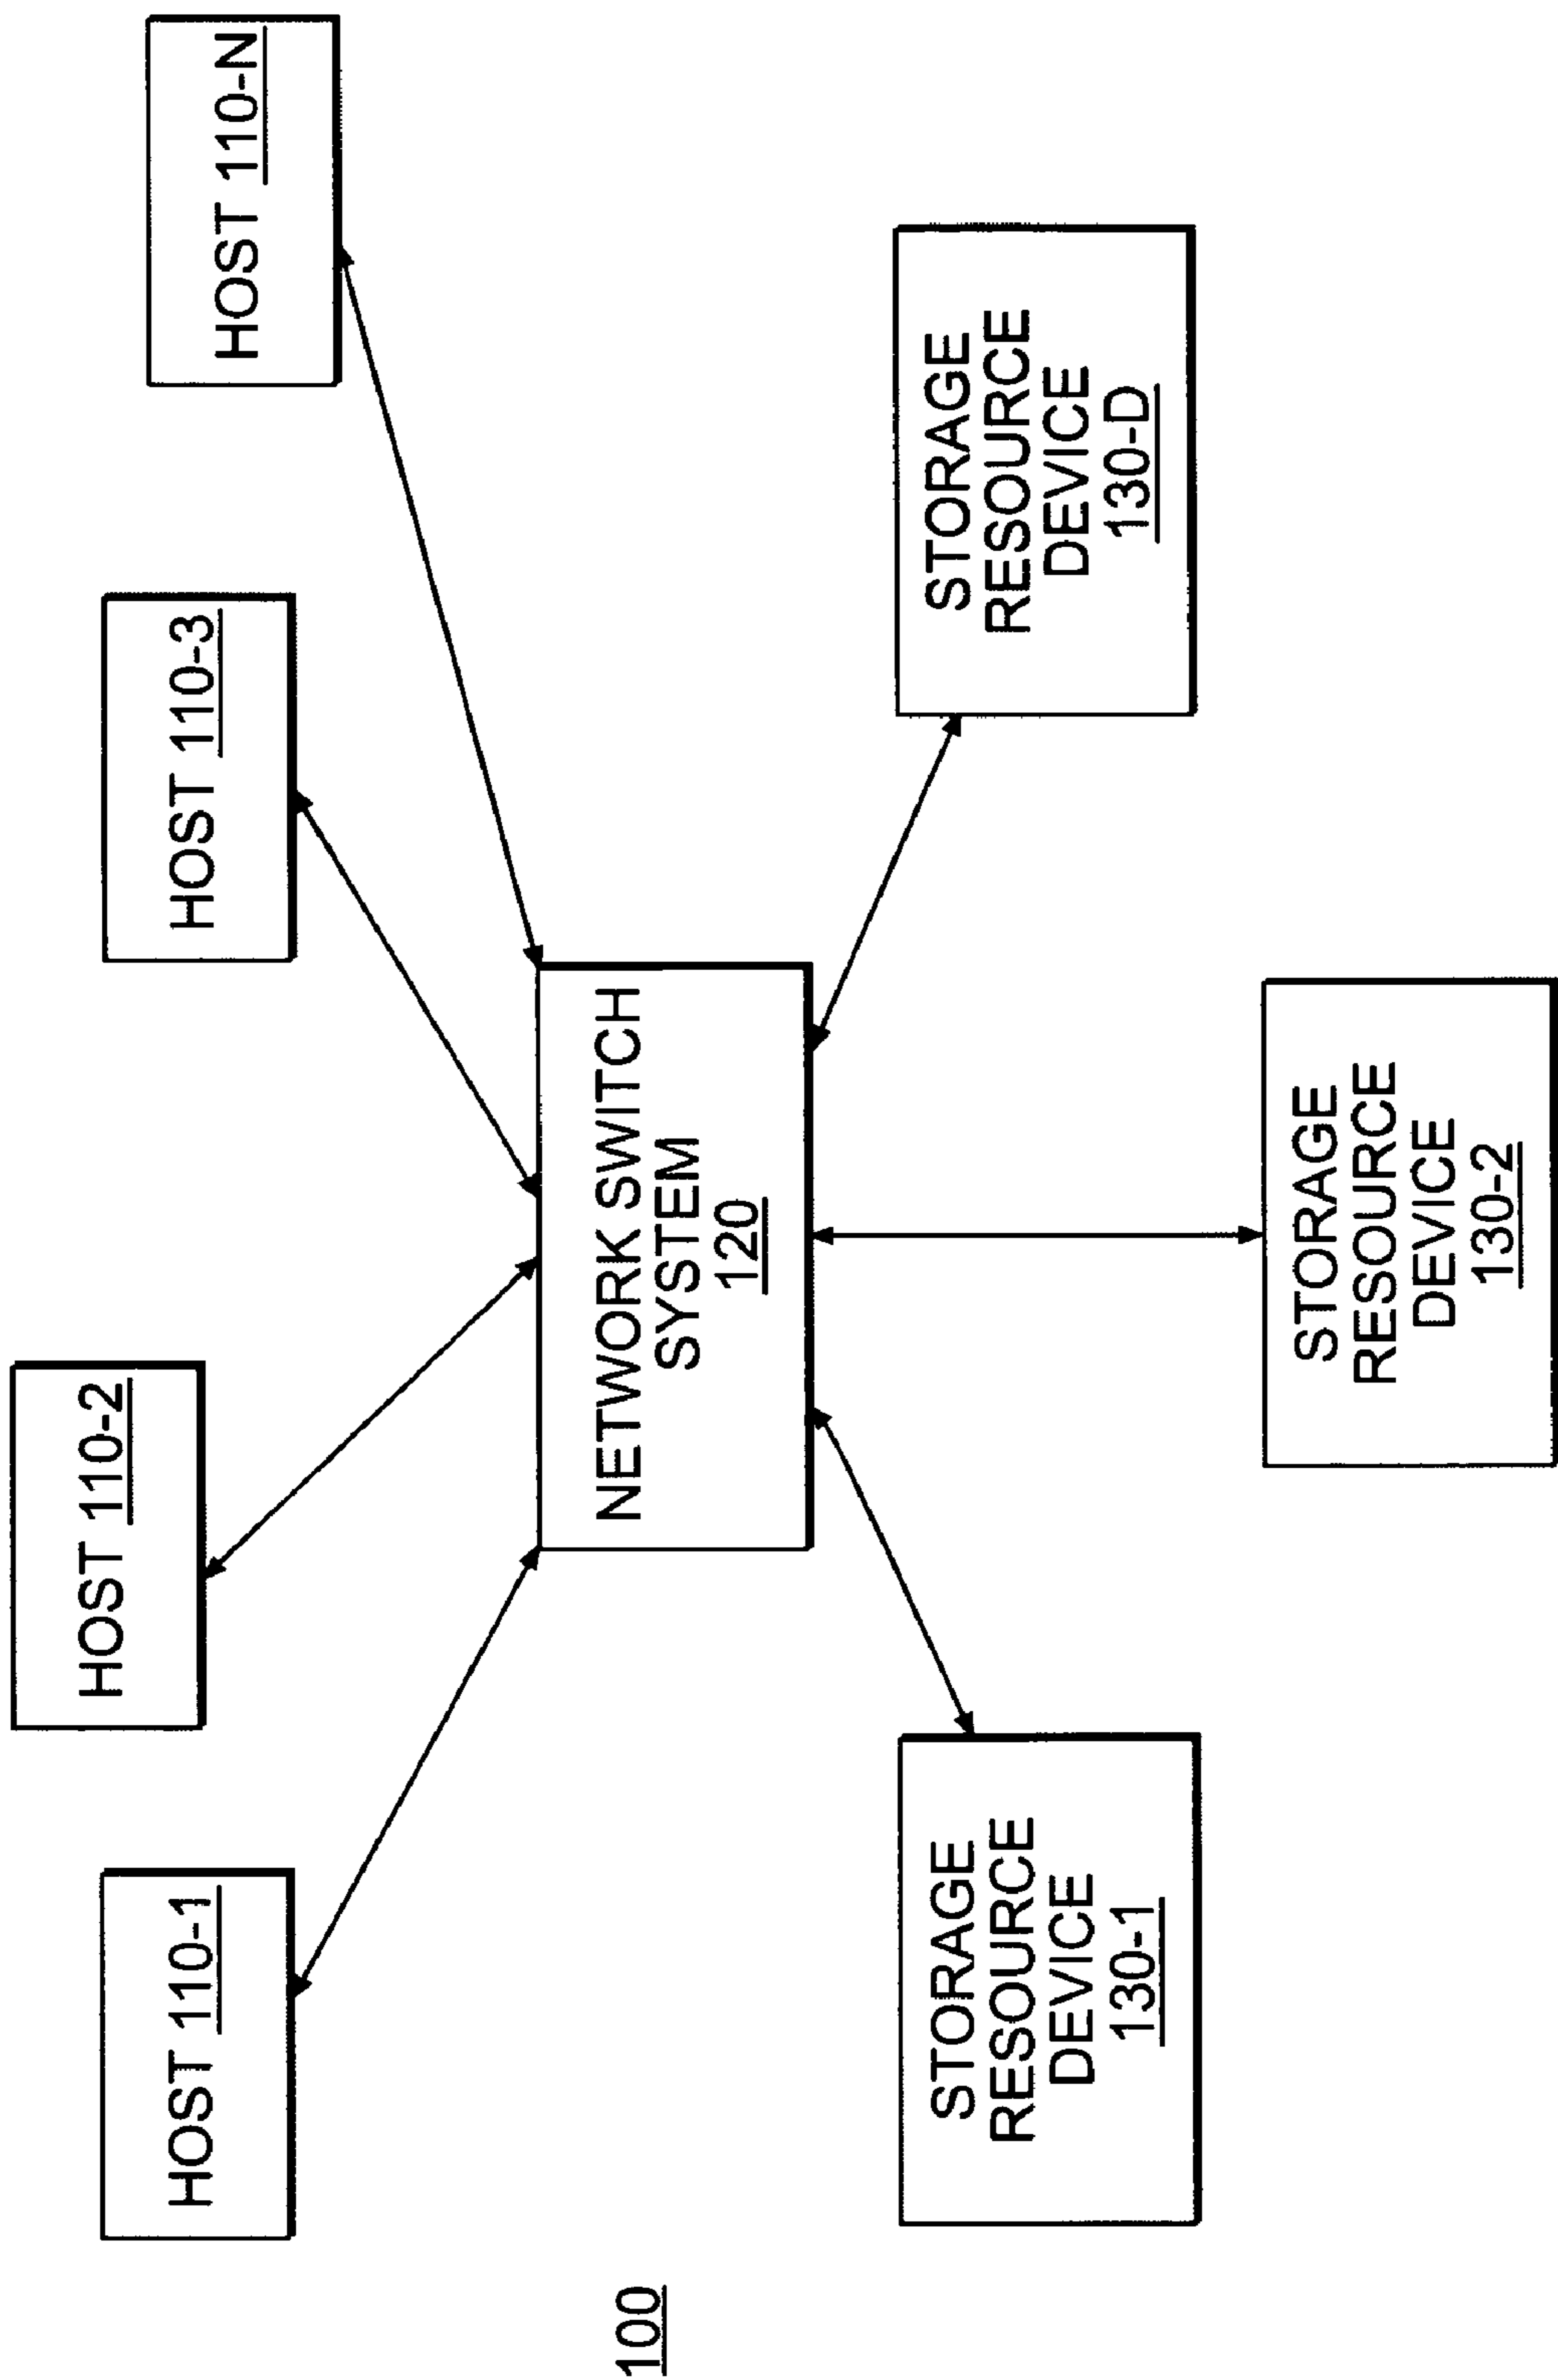 100
HOST 110-1
HOST 110-2
HOST 110-3
HOST 110-N
NETWORK SWITCH
SYSTEM
120
STORAGE
RESOURCE
DEVICE
130-1
STORAGE
RESOURCE
DEVICE
130-2
STORAGE
RESOURCE
DEVICE
130-D